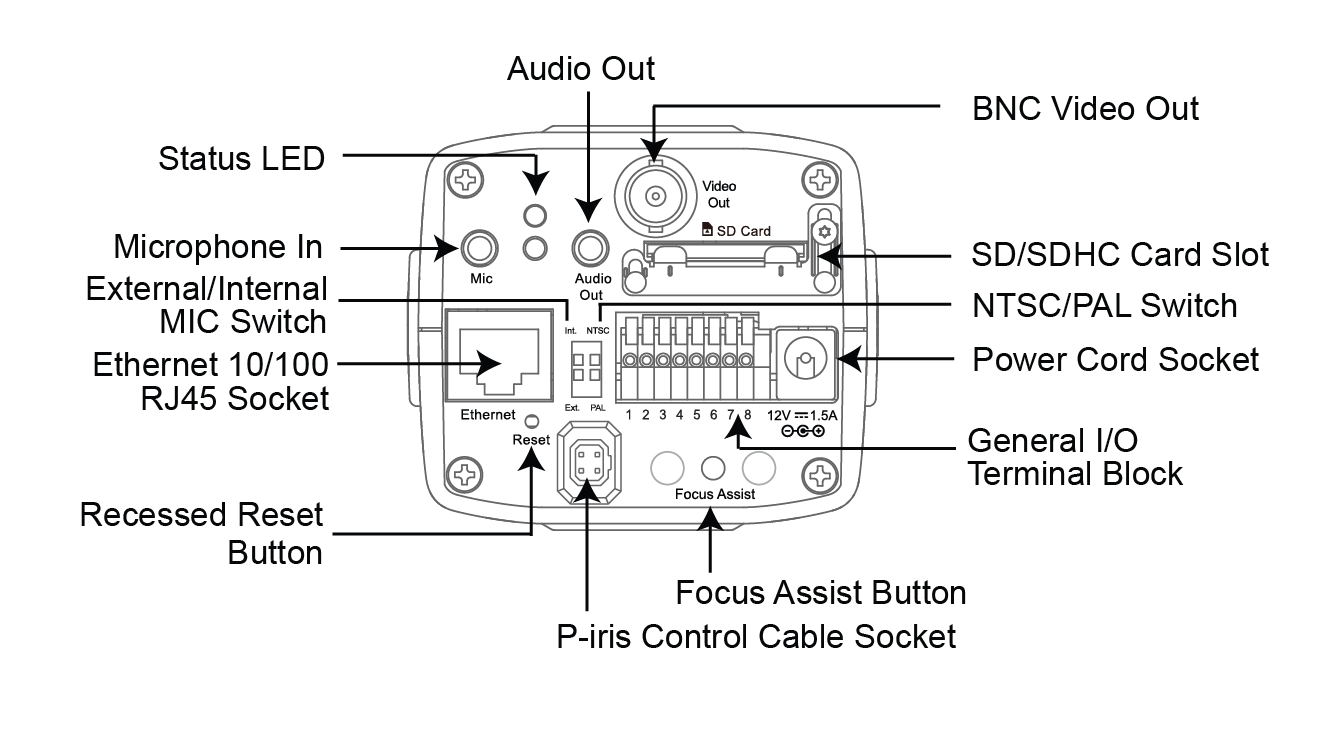 Audio Out
BNC Video Out
Status LED
Video
Out
SD Card
Microphone In
Mic
Audio
Out
SD/SDHC Card Slot
External/Internal
MIC Switch
Int.
NTSC
NTSC/PAL Switch
Ethernet 10/100
RJ45 Socket
Power Cord Socket
Ethernet
Ext.
PAL
1 2 3 4 5 6 7 8
12V 1.5A
Reset
General I/O
Terminal Block
Focus Assist
Recessed Reset
Button
Focus Assist Button
P-iris Control Cable Socket